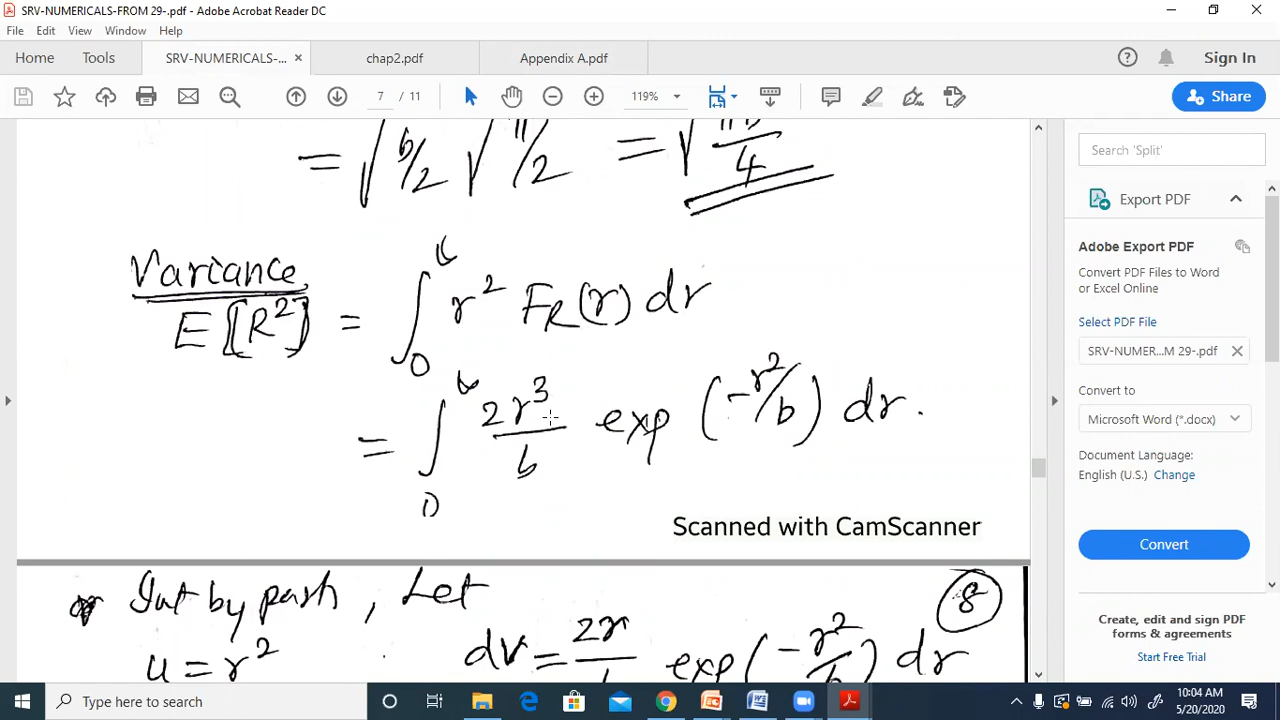 SRV-NUMERICALS-FROM 29-.pdf - Adobe Acrobat Reader DC
File Edit View Window Help
Home Tools SRV-NUMERICALS-... × chap2.pdf Appendix A.pdf Sign In
7 / 11 119% Share
= √b/2 √π/2 = √πb/4
Variance
E[R²] = ∫₀ r² F_R(r) dr
= ∫₀ 2r³/b exp (-r²/b) dr.
Scanned with CamScanner
Int by part, Let 8
u = r² dv = 2r exp(-r²/b) dr
Search 'Split'
Export PDF
Adobe Export PDF
Convert PDF Files to Word
or Excel Online
Select PDF File
SRV-NUMER...M 29-.pdf ×
Convert to
Microsoft Word (*.docx)
Document Language:
English (U.S.) Change
Convert
Create, edit and sign PDF
forms & agreements
Start Free Trial
Type here to search
10:04 AM
5/20/2020